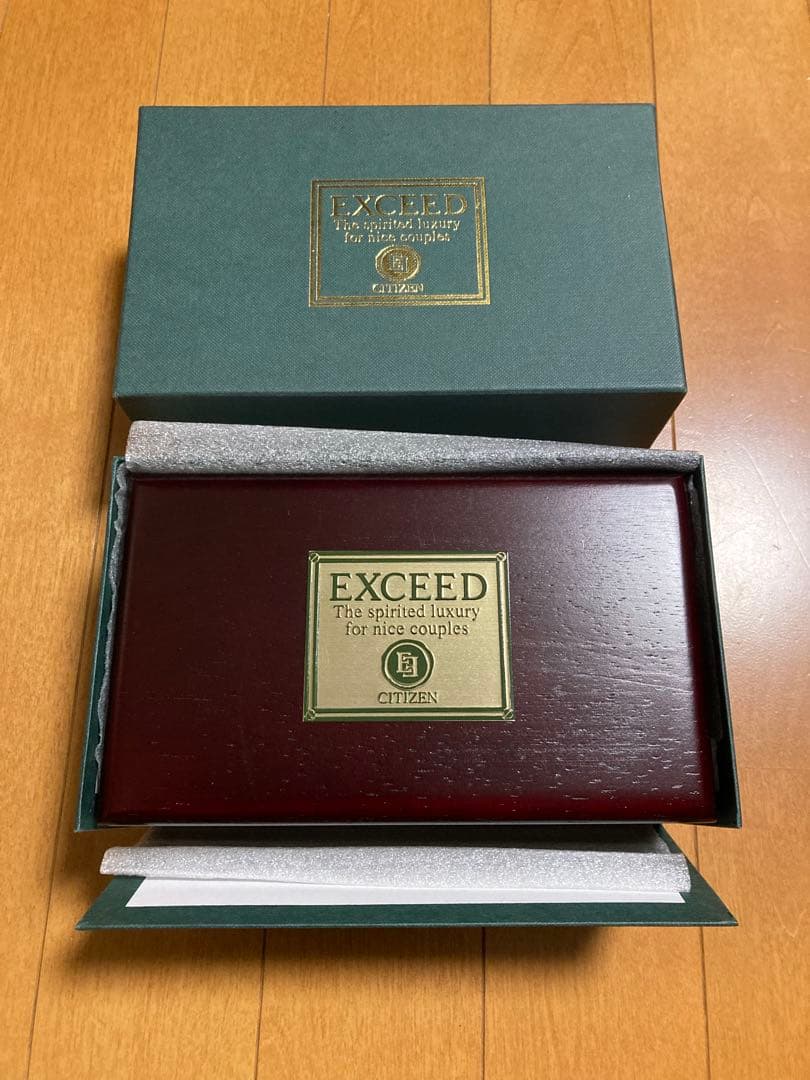 EXCEED
The spirited luxury
for nice couples
CITIZEN
EXCEED
The spirited luxury
for nice couples
CITIZEN